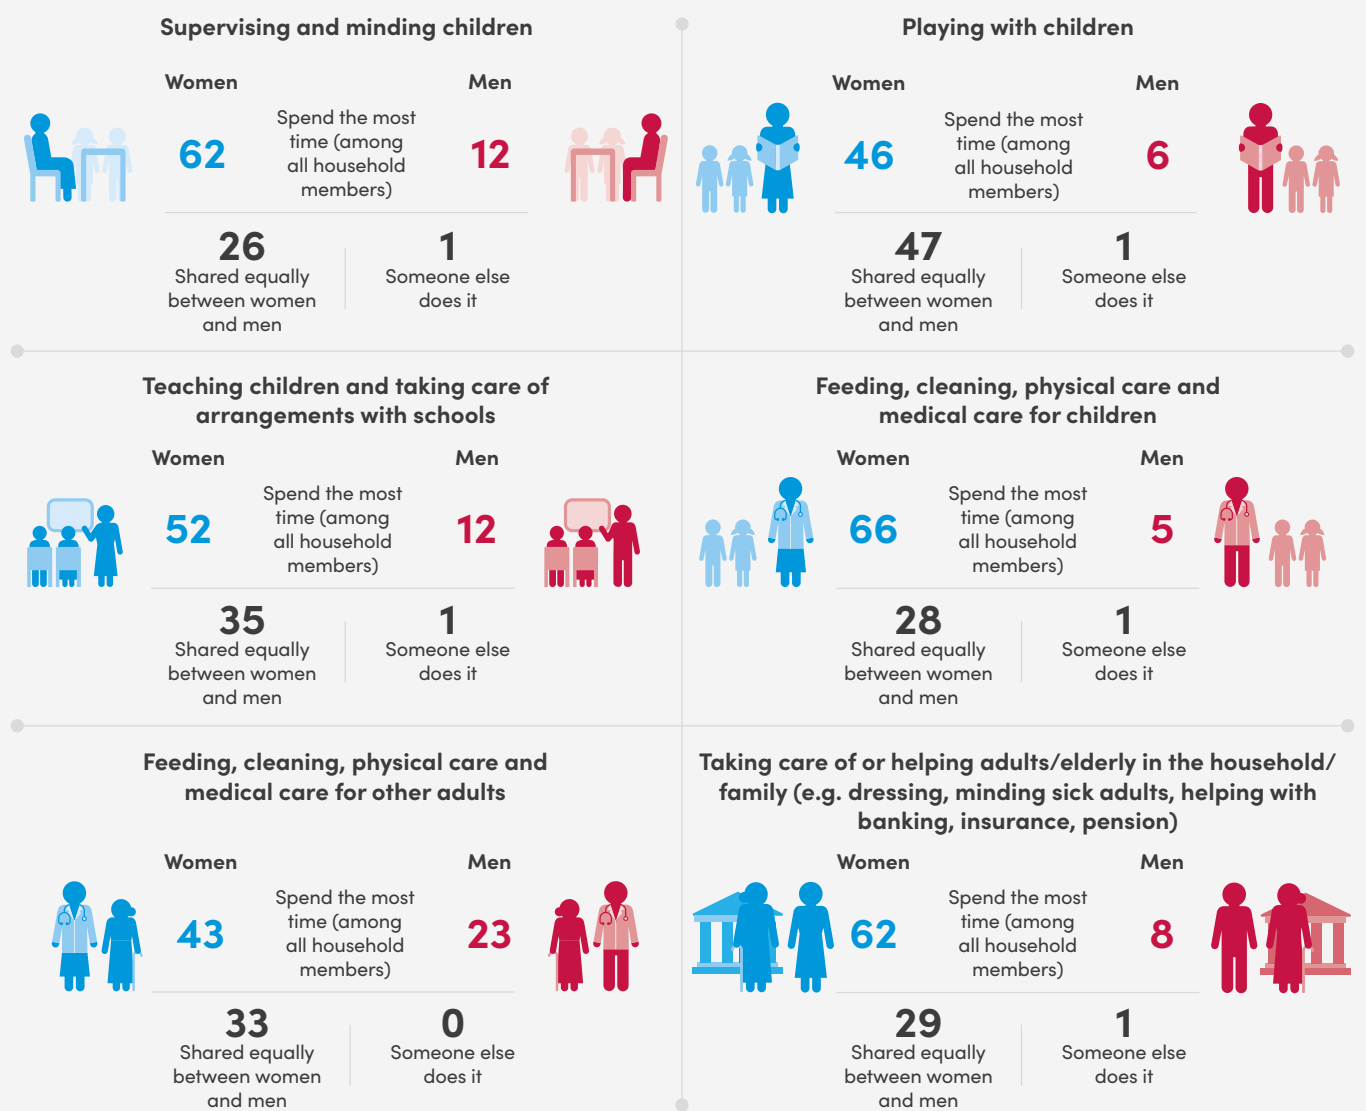 Supervising and minding children
Women
Men
62
Spend the most
time (among
all household
members)
12
26
Shared equally
between women
and men
1
Someone else
does it
Playing with children
Women
Men
46
Spend the most
time (among
all household
members)
6
47
Shared equally
between women
and men
1
Someone else
does it
Teaching children and taking care of
arrangements with schools
Women
Men
52
Spend the most
time (among
all household
members)
12
35
Shared equally
between women
and men
1
Someone else
does it
Feeding, cleaning, physical care and
medical care for children
Women
Men
66
Spend the most
time (among
all household
members)
5
28
Shared equally
between women
and men
1
Someone else
does it
Feeding, cleaning, physical care and
medical care for other adults
Women
Men
43
Spend the most
time (among
all household
members)
23
33
Shared equally
between women
and men
0
Someone else
does it
Taking care of or helping adults/elderly in the household/
family (e.g. dressing, minding sick adults, helping with
banking, insurance, pension)
Women
Men
62
Spend the most
time (among
all household
members)
8
29
Shared equally
between women
and men
1
Someone else
does it